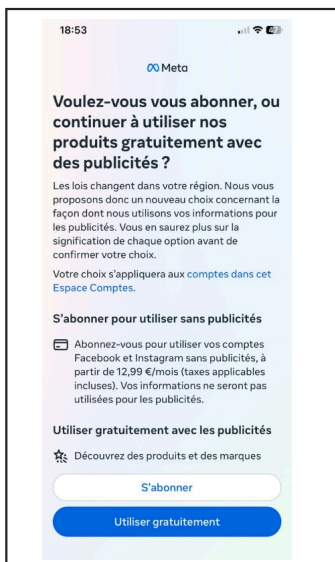 18:53
Meta
Voulez-vous vous abonner, ou
continuer à utiliser nos
produits gratuitement avec
des publicités ?
Les lois changent dans votre région. Nous vous
proposons donc un nouveau choix concernant la
façon dont nous utilisons vos informations pour
les publicités. Vous en saurez plus sur la
signification de chaque option avant de
confirmer votre choix.
Votre choix s'appliquera aux comptes dans cet
Espace Comptes.
S'abonner pour utiliser sans publicités
Abonnez-vous pour utiliser vos comptes
Facebook et Instagram sans publicités, à
partir de 12,99 €/mois (taxes applicables
incluses). Vos informations ne seront pas
utilisées pour les publicités.
Utiliser gratuitement avec les publicités
Découvrez des produits et des marques
S'abonner
Utiliser gratuitement